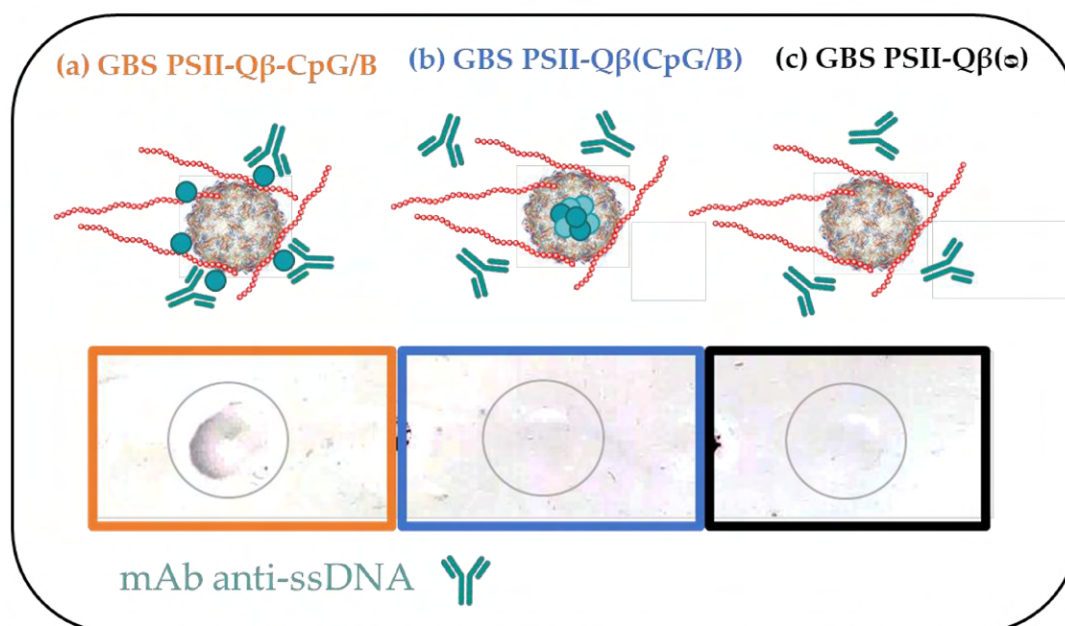 (a) GBS PSII-Qβ-CpG/B
(b) GBS PSII-Qβ(CpG/B)
(c) GBS PSII-Qβ(ɵ)
mAb anti-ssDNA